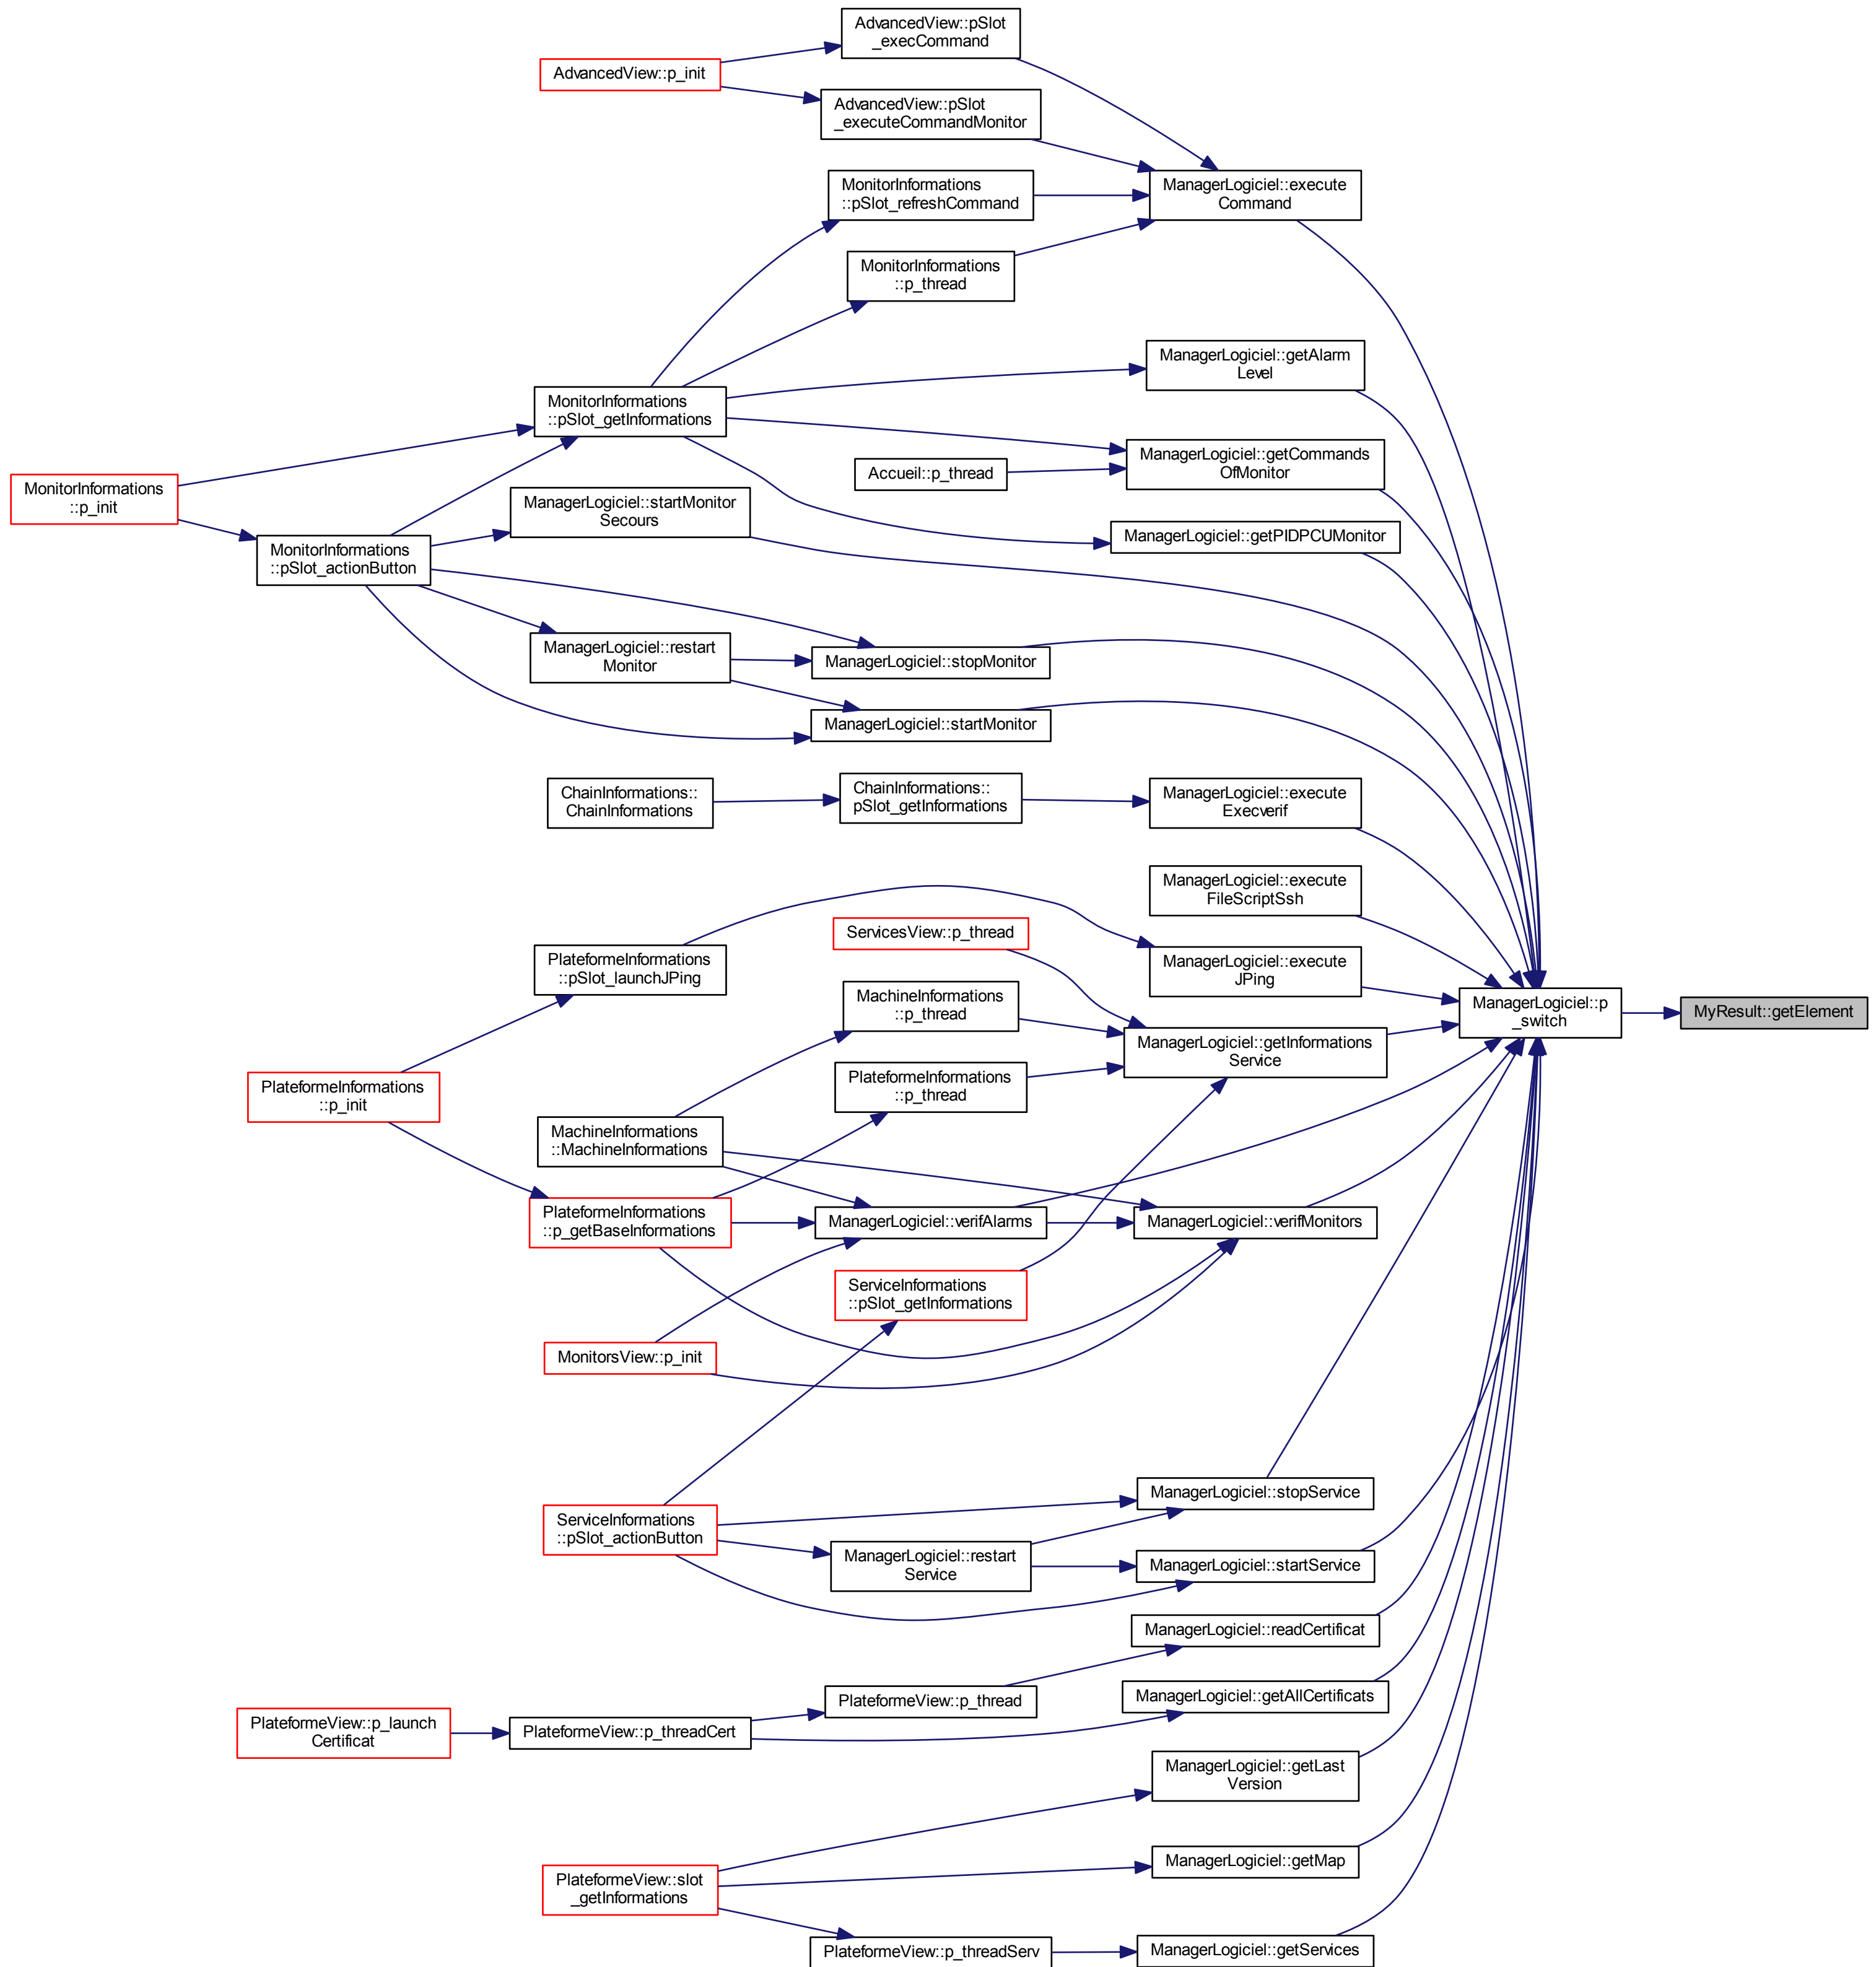 AdvancedView::pSlot
_execCommand
AdvancedView::p_init
AdvancedView::pSlot
_executeCommandMonitor
MonitorInformations
::pSlot_refreshCommand
ManagerLogiciel::execute
Command
MonitorInformations
::p_thread
ManagerLogiciel::getAlarm
Level
MonitorInformations
::pSlot_getInformations
ManagerLogiciel::getCommands
OfMonitor
Accueil::p_thread
MonitorInformations
::p_init
ManagerLogiciel::startMonitor
Secours
ManagerLogiciel::getPIDPCUMonitor
MonitorInformations
::pSlot_actionButton
ManagerLogiciel::restart
Monitor
ManagerLogiciel::stopMonitor
ManagerLogiciel::startMonitor
ChainInformations::
ChainInformations
ChainInformations::
pSlot_getInformations
ManagerLogiciel::execute
Execverif
ManagerLogiciel::execute
FileScriptSsh
ServicesView::p_thread
PlateformeInformations
::pSlot_launchJPing
ManagerLogiciel::execute
JPing
MachineInformations
::p_thread
ManagerLogiciel::p
_switch
MyResult::getElement
ManagerLogiciel::getInformations
Service
PlateformeInformations
::p_init
PlateformeInformations
::p_thread
MachineInformations
::MachineInformations
PlateformeInformations
::p_getBaseInformations
ManagerLogiciel::verifAlarms
ManagerLogiciel::verifMonitors
ServiceInformations
::pSlot_getInformations
MonitorsView::p_init
ManagerLogiciel::stopService
ServiceInformations
::pSlot_actionButton
ManagerLogiciel::restart
Service
ManagerLogiciel::startService
ManagerLogiciel::readCertificat
ManagerLogiciel::getAllCertificats
PlateformeView::p_thread
PlateformeView::p_launch
Certificat
PlateformeView::p_threadCert
ManagerLogiciel::getLast
Version
ManagerLogiciel::getMap
PlateformeView::slot
_getInformations
PlateformeView::p_threadServ
ManagerLogiciel::getServices